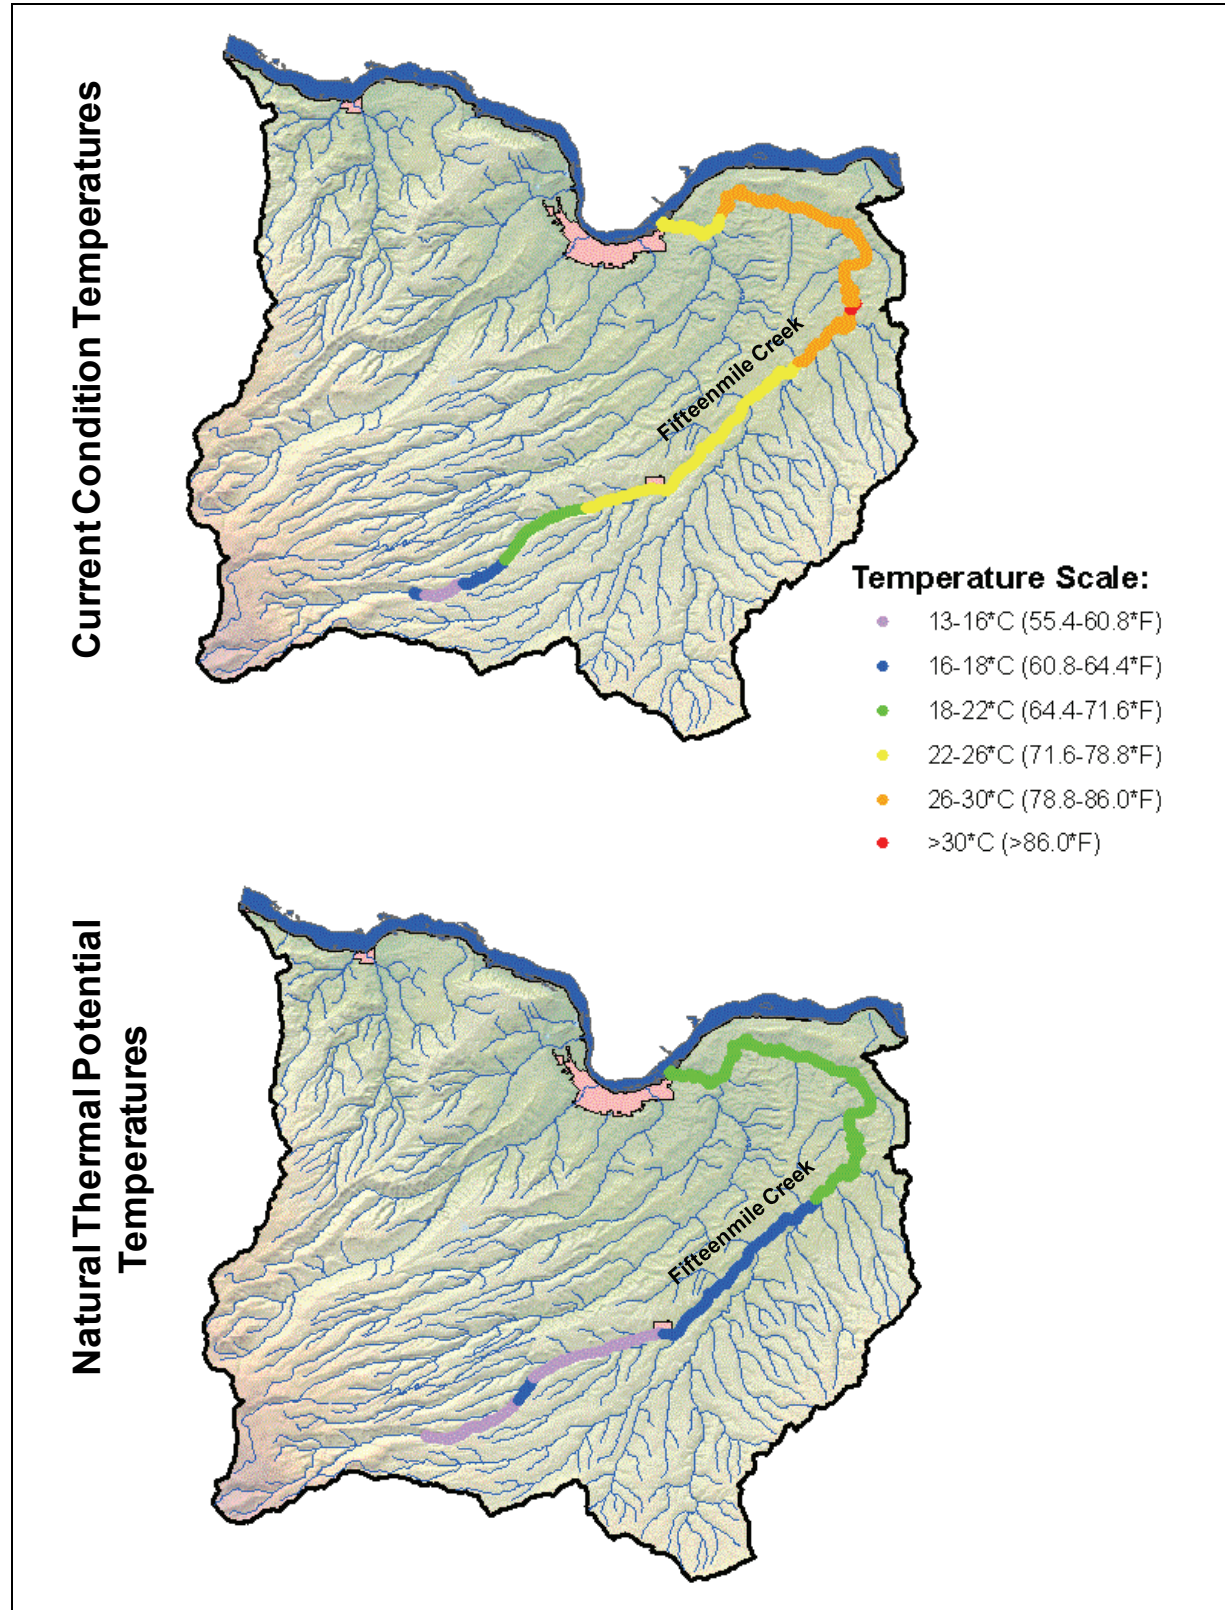 Current Condition Temperatures
Fifteenmile Creek
Temperature Scale:
13-16*C (55.4-60.8*F)
16-18*C (60.8-64.4*F)
18-22*C (64.4-71.6*F)
22-26*C (71.6-78.8*F)
26-30*C (78.8-86.0*F)
>30*C (>86.0*F)
Natural Thermal Potential
Temperatures
Fifteenmile Creek